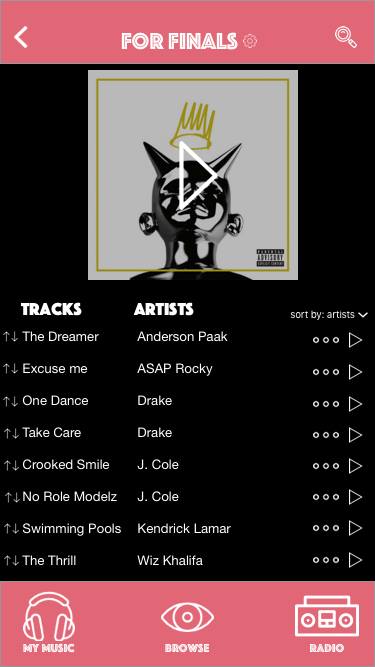 FOR FINALS
PARENTAL
ADVISORY
EXPLICIT CONTENT
TRACKS ARTISTS
sort by: artists
The Dreamer Anderson Paak
Excuse me ASAP Rocky
One Dance Drake
Take Care Drake
Crooked Smile J. Cole
No Role Modelz J. Cole
Swimming Pools Kendrick Lamar
The Thrill Wiz Khalifa
MY MUSIC BROWSE RADIO